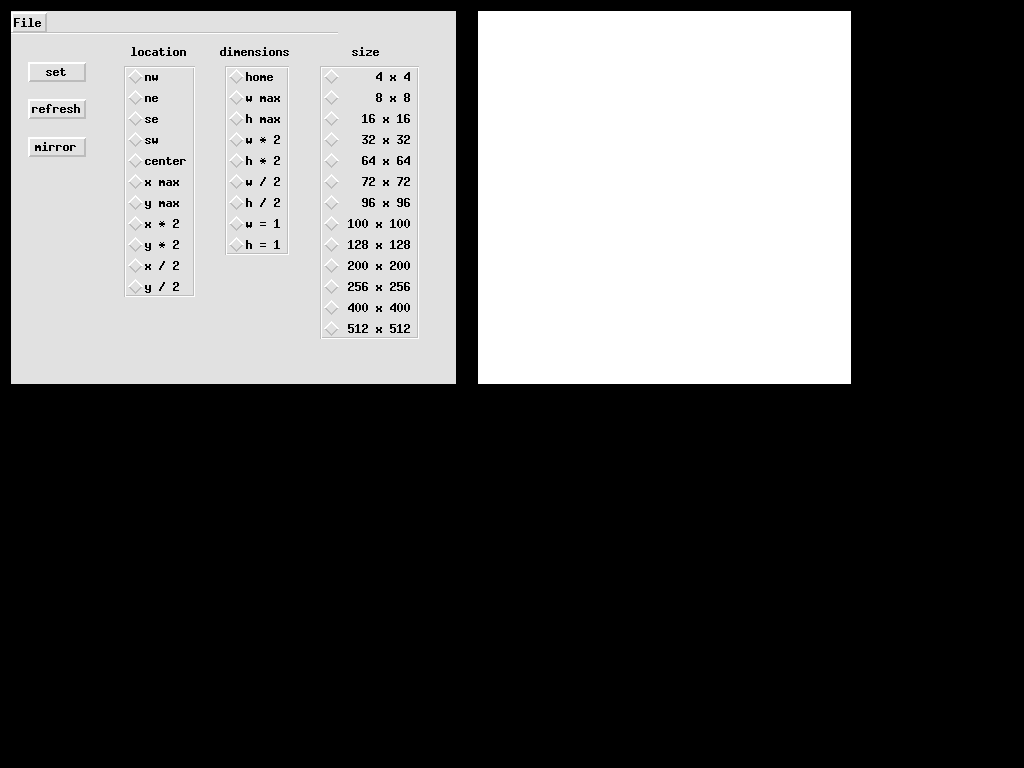 File
location dimensions size
set
refresh
mirror
nw
ne
se
sw
center
x max
y max
x * 2
y * 2
x / 2
y / 2
home
w max
h max
w * 2
h * 2
w / 2
h / 2
w = 1
h = 1
4 x 4
8 x 8
16 x 16
32 x 32
64 x 64
72 x 72
96 x 96
100 x 100
128 x 128
200 x 200
256 x 256
400 x 400
512 x 512